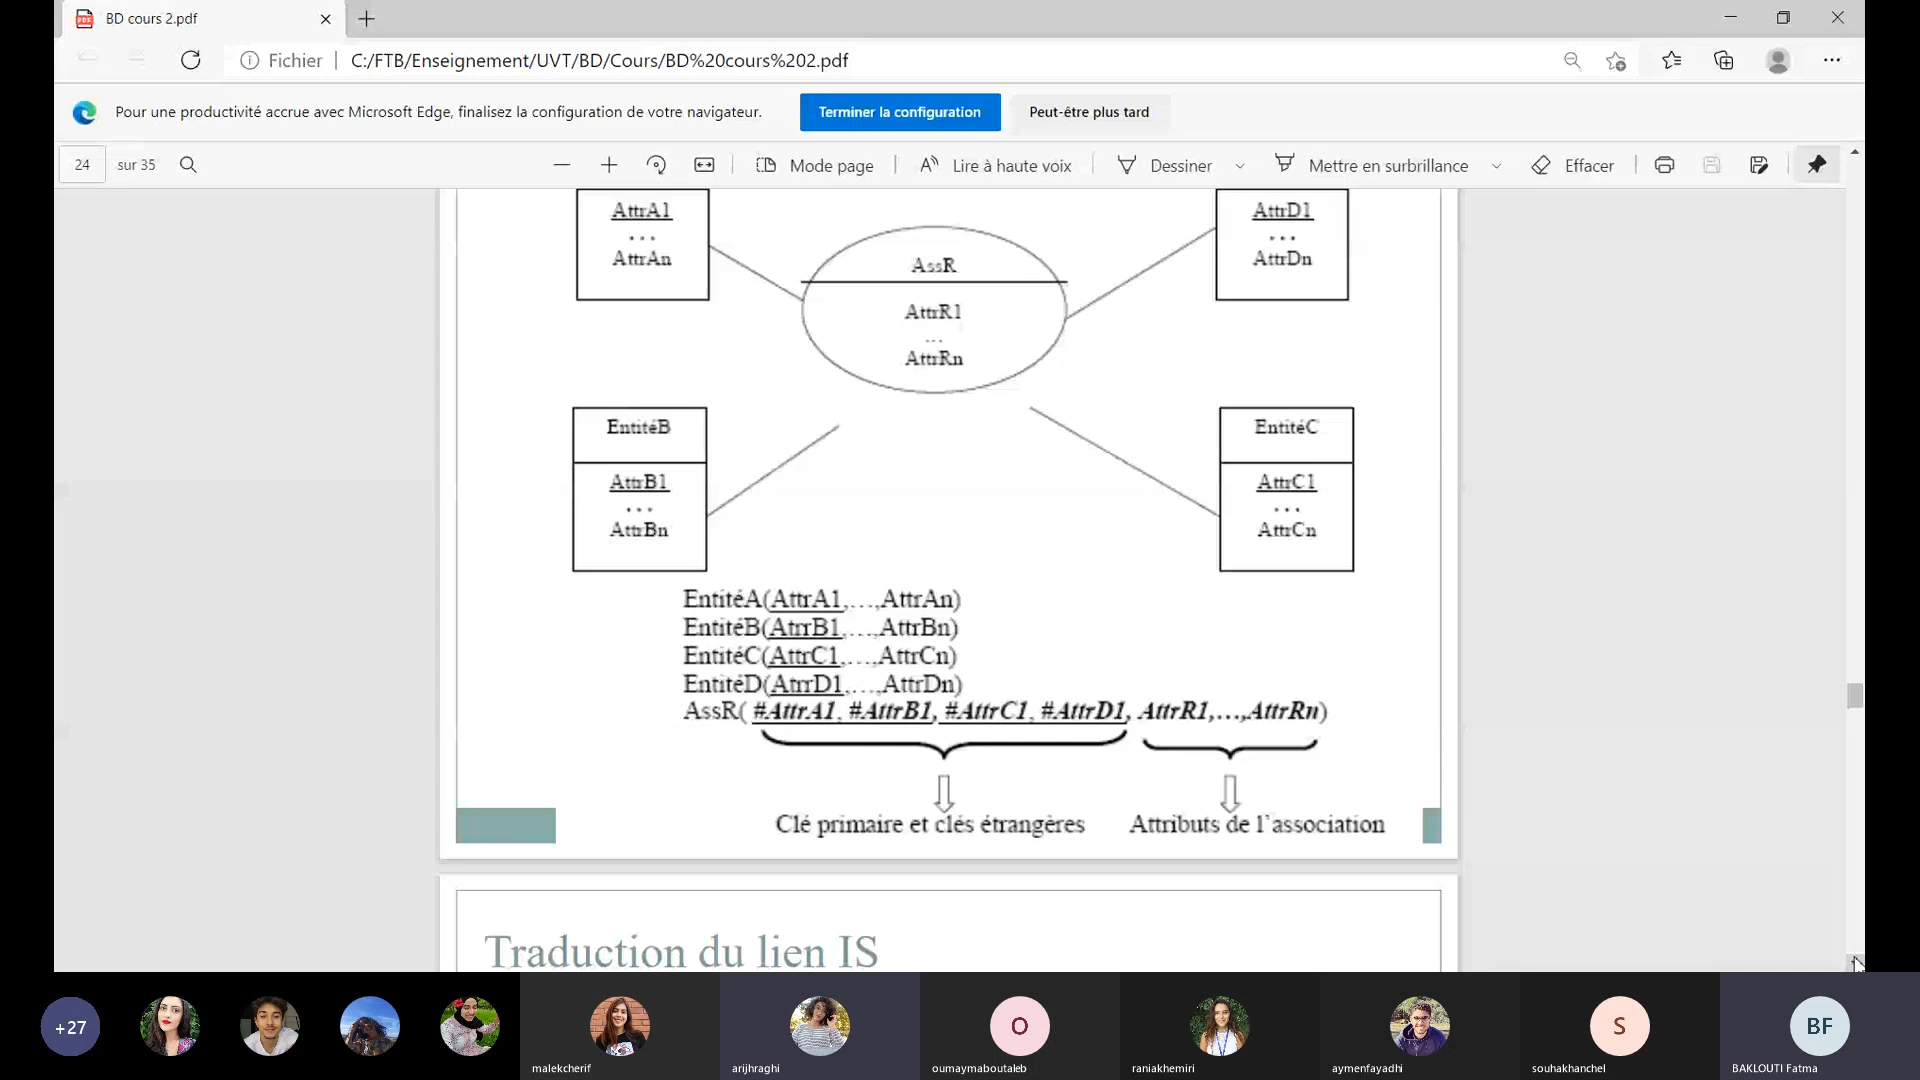 BD cours 2.pdf
Fichier
C:/FTB/Enseignement/UVT/BD/Cours/BD%20cours%202.pdf
Pour une productivité accrue avec Microsoft Edge, finalisez la configuration de votre navigateur.
Terminer la configuration
Peut-être plus tard
24 sur 35
Mode page
Lire à haute voix
Dessiner
Mettre en surbrillance
Effacer
AttrA1
...
AttrAn
AttrD1
...
AttrDn
AssR
AttrR1
...
AttrRn
EntitéB
AttrB1
...
AttrBn
EntitéC
AttrC1
...
AttrCn
EntitéA(AttrA1,...,AttrAn)
EntitéB(AtrrB1,...,AttrBn)
EntitéC(AttrC1,...,AttrCn)
EntitéD(AtrrD1,...,AttrDn)
AssR( #AttrA1, #AttrB1, #AttrC1, #AttrD1, AttrR1,...,AttrRn)
Clé primaire et clés étrangères
Attributs de l'association
Traduction du lien IS
+27
malekcherif
arijhraghi
O
oumaymaboutaleb
raniakhemiri
aymenfayadhi
S
souhakhanchel
BF
BAKLOUTI Fatma